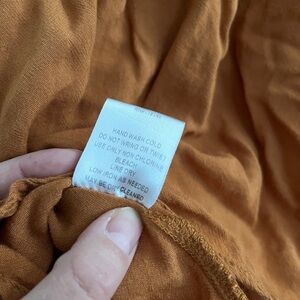 HAND WASH COLD
DO NOT WRING OR TWIST
USE ONLY NON CHLORINE
BLEACH
LINE DRY
LOW IRON AS NEEDED
MAY BE DRY CLEANED